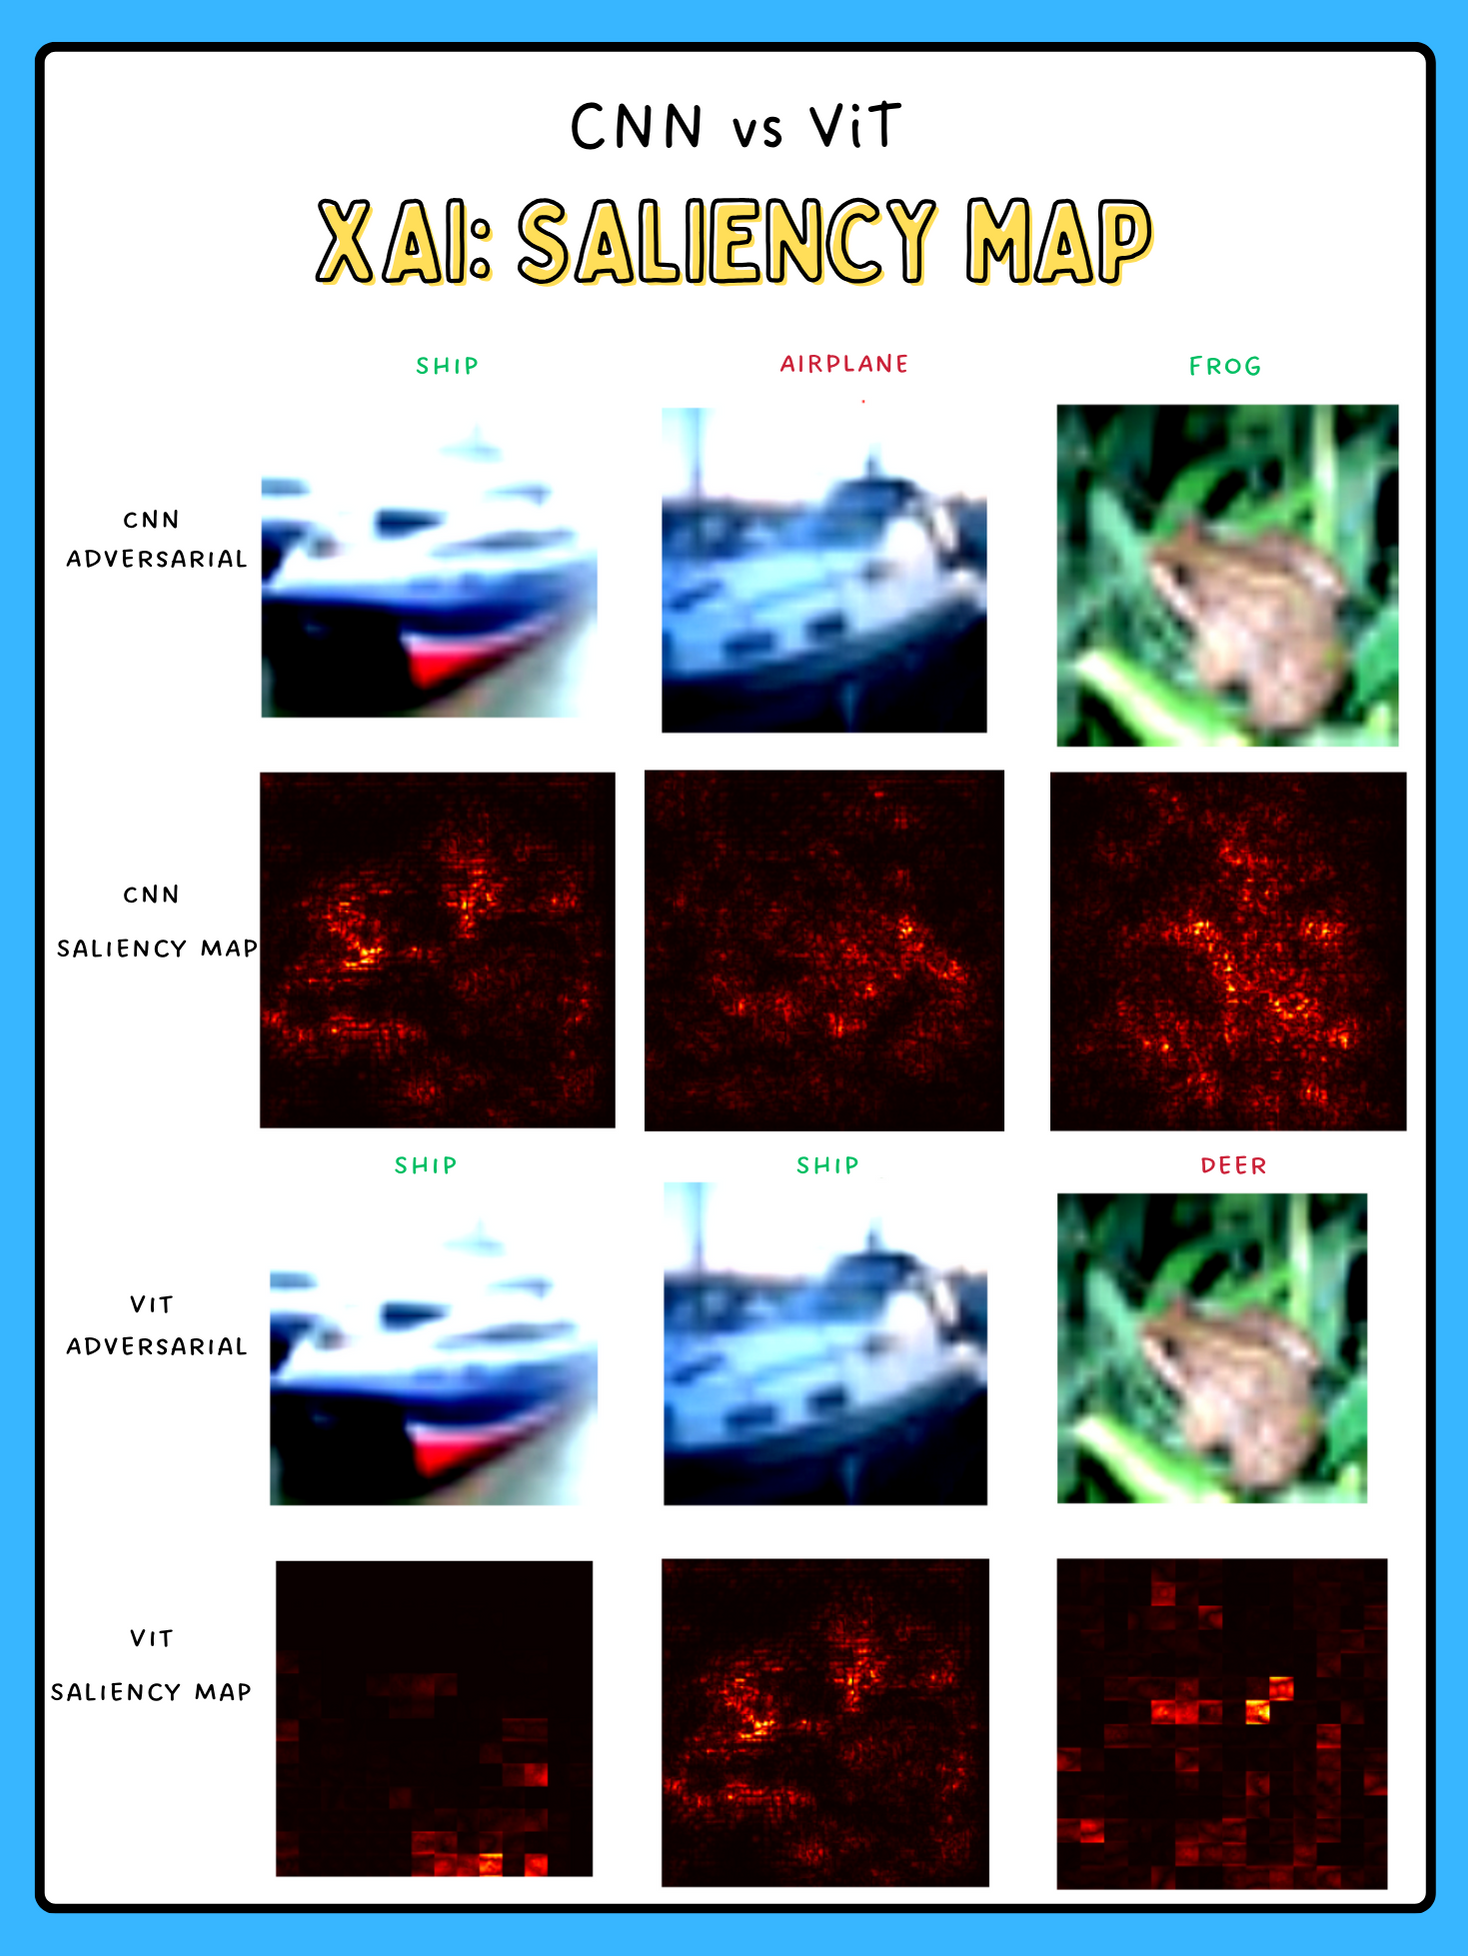 CNN vs ViT
XAI: SALIENCY MAP
SHIP
AIRPLANE
FROG
CNN
ADVERSARIAL
CNN
SALIENCY MAP
SHIP
SHIP
DEER
VIT
ADVERSARIAL
VIT
SALIENCY MAP